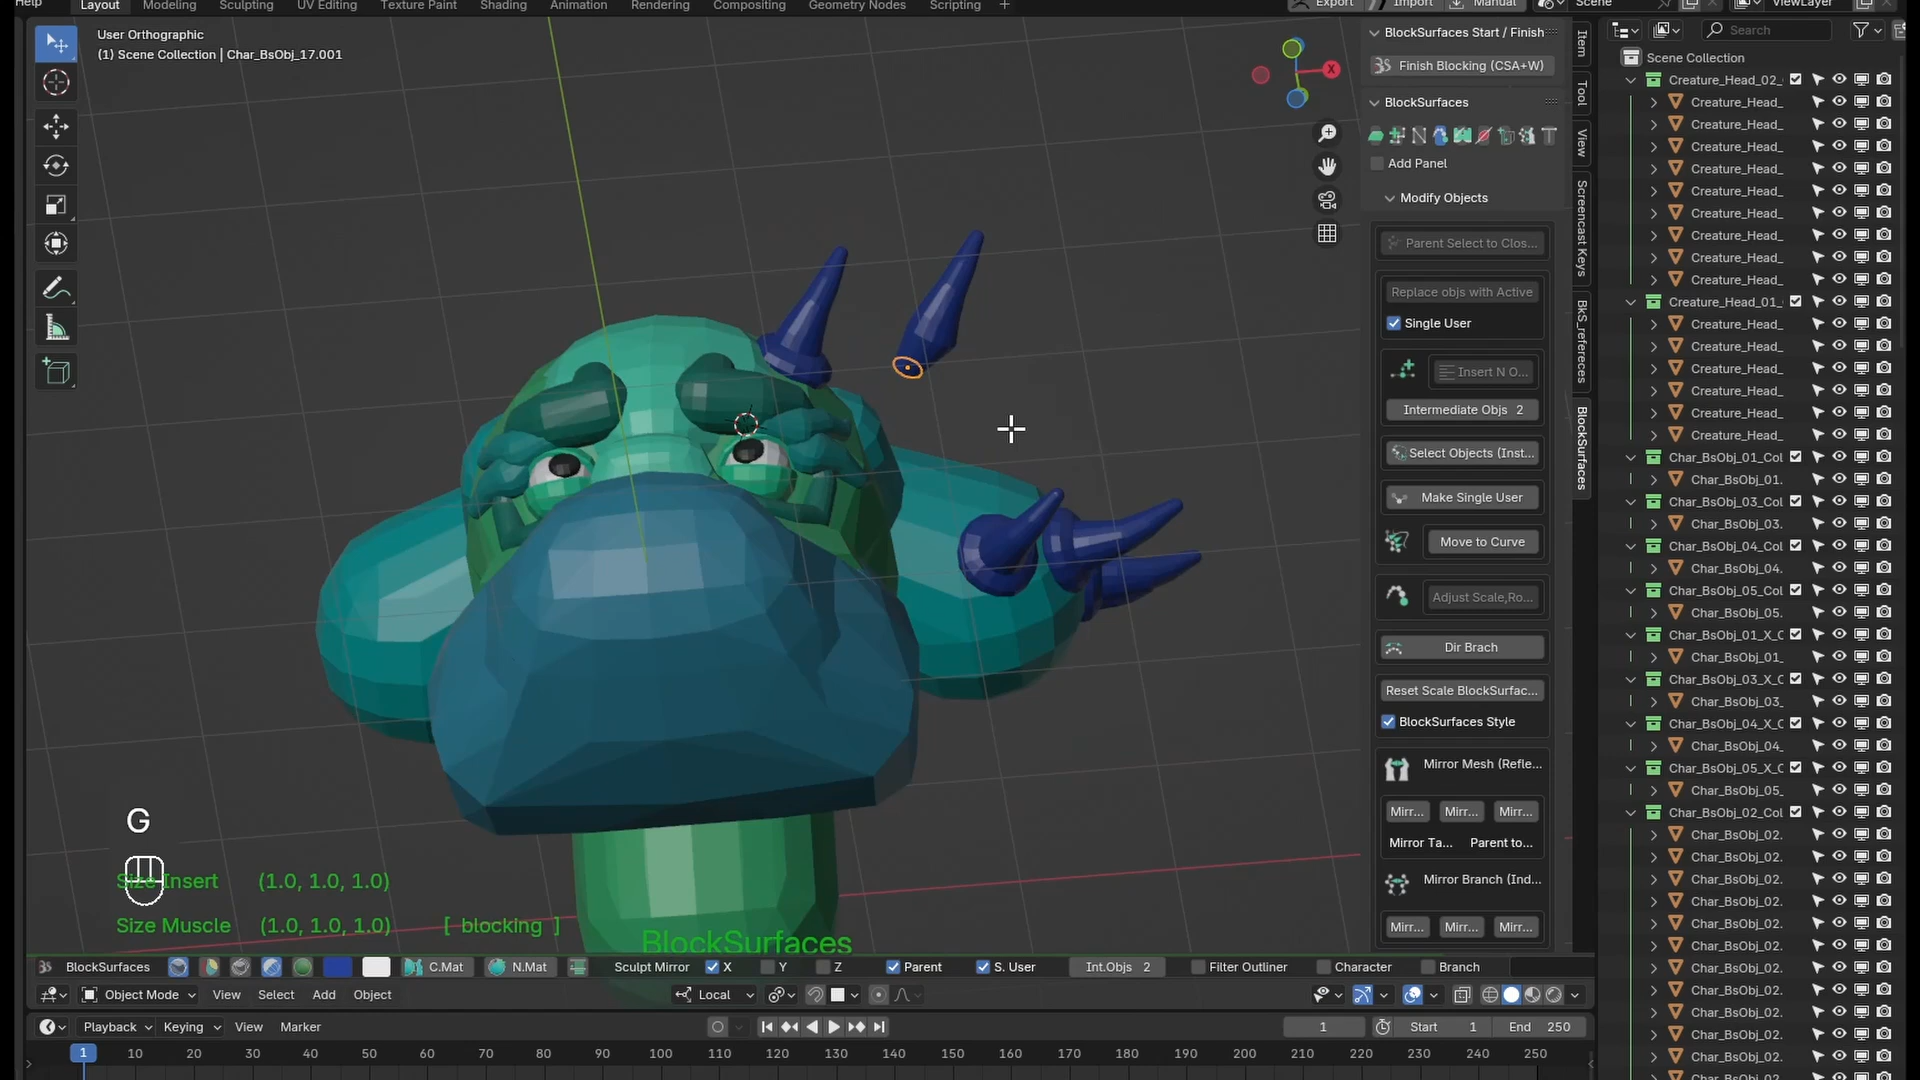 Help Layout Modeling Sculpting UV Editing Texture Paint Shading Animation Rendering Compositing Geometry Nodes Scripting + Export Import Manual Scene ViewLayer
User Orthographic
(1) Scene Collection | Char_BsObj_17.001
BlockSurfaces Start / Finish
Finish Blocking (CSA+W)
BlockSurfaces
Add Panel
Modify Objects
Parent Select to Clos...
Replace objs with Active
Single User
Insert N O...
Intermediate Objs 2
Select Objects (Inst...
Make Single User
Move to Curve
Adjust Scale,Ro...
Dir Brach
Reset Scale BlockSurfac...
BlockSurfaces Style
Mirror Mesh (Refle...
Mirr... Mirr... Mirr...
Mirror Ta... Parent to...
Mirror Branch (Ind...
Mirr... Mirr... Mirr...
Item
Tool
View
Screencast Keys
BkS_references
BlockSurfaces
Search
Scene Collection
Creature_Head_02_
Creature_Head_
Creature_Head_
Creature_Head_
Creature_Head_
Creature_Head_
Creature_Head_
Creature_Head_
Creature_Head_
Creature_Head_
Creature_Head_01_
Creature_Head_
Creature_Head_
Creature_Head_
Creature_Head_
Creature_Head_
Creature_Head_
Char_BsObj_01_Col
Char_BsObj_01.
Char_BsObj_03_Col
Char_BsObj_03.
Char_BsObj_04_Col
Char_BsObj_04.
Char_BsObj_05_Col
Char_BsObj_05.
Char_BsObj_01_X_C
Char_BsObj_01_
Char_BsObj_03_X_C
Char_BsObj_03_
Char_BsObj_04_X_C
Char_BsObj_04_
Char_BsObj_05_X_C
Char_BsObj_05_
Char_BsObj_02_Col
Char_BsObj_02.
Char_BsObj_02.
Char_BsObj_02.
Char_BsObj_02.
Char_BsObj_02.
Char_BsObj_02.
Char_BsObj_02.
Char_BsObj_02.
Char_BsObj_02.
Char_BsObj_02.
Char_BsObj_02.
Char_BsObj_02
G
Size Insert (1.0, 1.0, 1.0)
Size Muscle (1.0, 1.0, 1.0) [ blocking ]
BlockSurfaces
BlockSurfaces C.Mat N.Mat Sculpt Mirror X Y Z Parent S. User Int.Objs 2 Filter Outliner Character Branch
Object Mode View Select Add Object Local
Playback Keying View Marker 1 Start 1 End 250
1 10 20 30 40 50 60 70 80 90 100 110 120 130 140 150 160 170 180 190 200 210 220 230 240 250